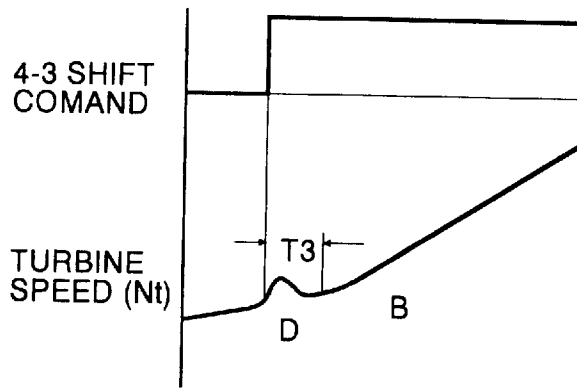 4-3 SHIFT
COMAND
T3
TURBINE
SPEED (Nt)
D
B